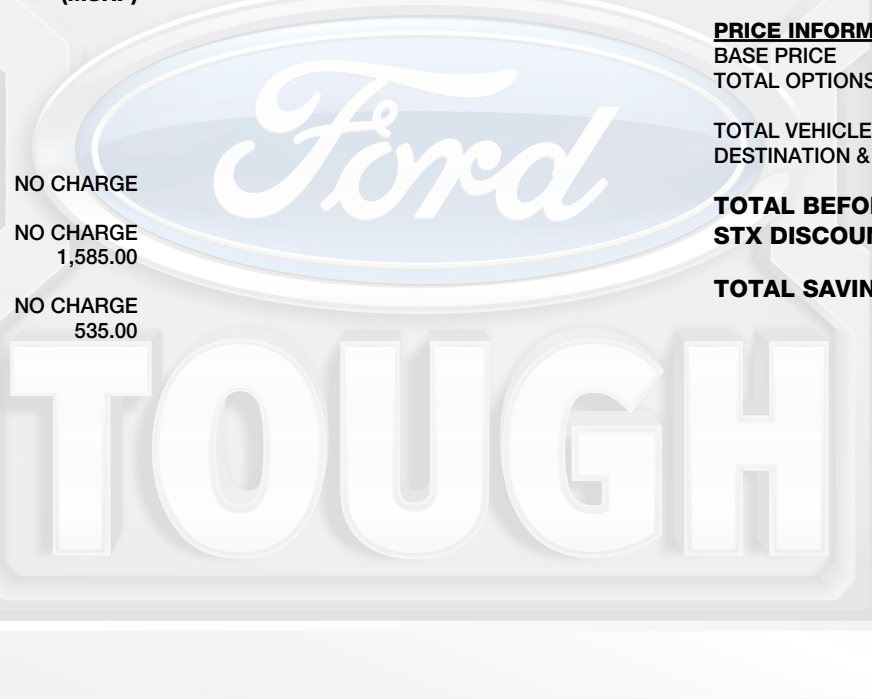 NO CHARGE
NO CHARGE
1,585.00
NO CHARGE
535.00
PRICE INFORM
BASE PRICE
TOTAL OPTIONS
TOTAL VEHICLE
DESTINATION &
TOTAL BEFO
STX DISCOU
TOTAL SAVIN
Ford
TOUGH